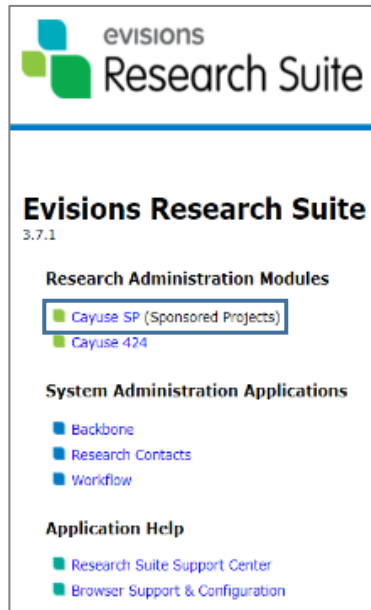 evisions
Research Suite
Evisions Research Suite
3.7.1
Research Administration Modules
Cayuse SP (Sponsored Projects)
Cayuse 424
System Administration Applications
Backbone
Research Contacts
Workflow
Application Help
Research Suite Support Center
Browser Support & Configuration